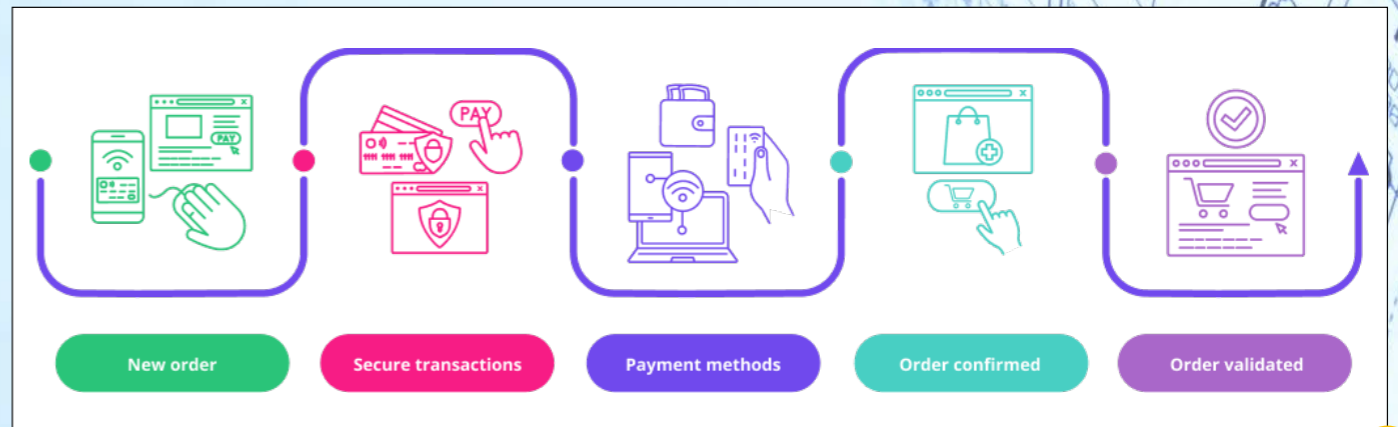 PAY
PAY
New order
Secure transactions
Payment methods
Order confirmed
Order validated